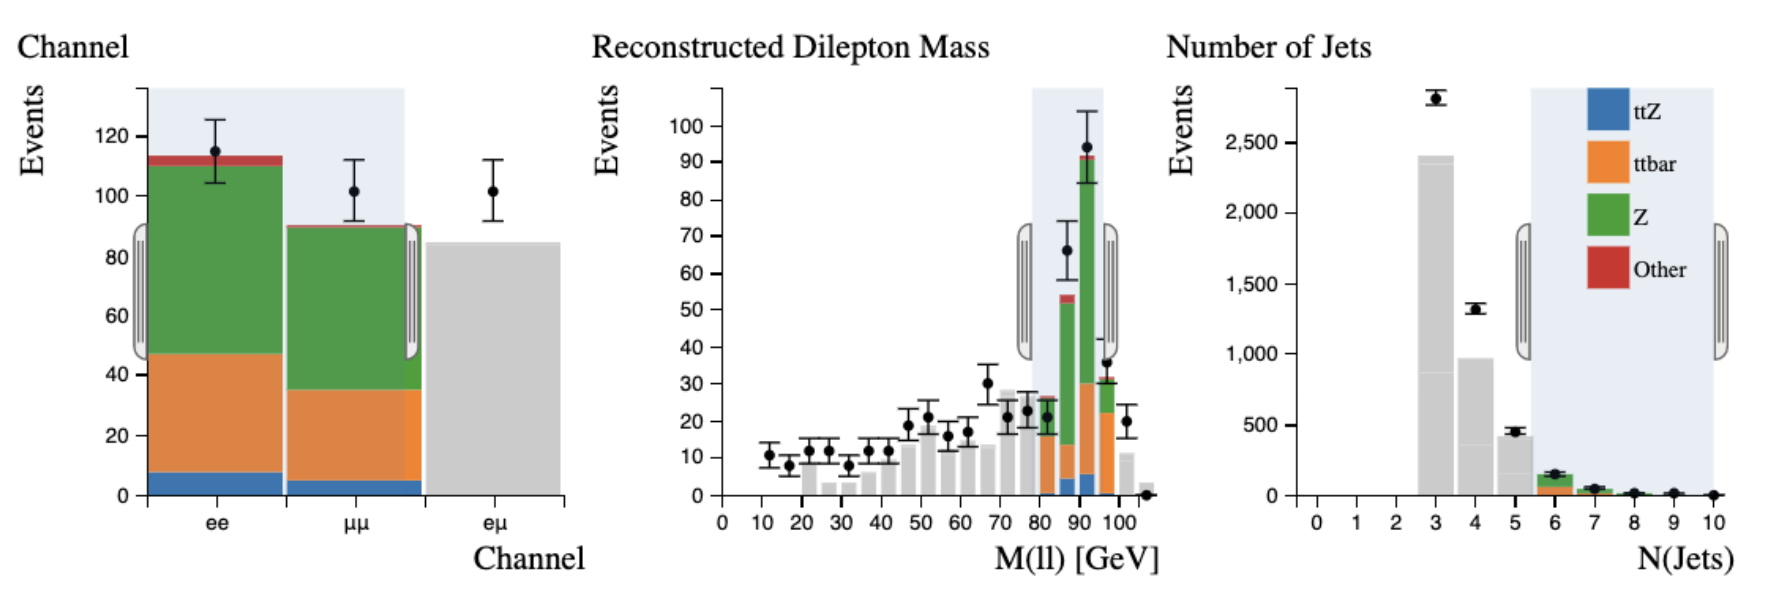 Channel
Events
120
100
80
60
40
20
0
ee
μμ
eμ
Channel
Reconstructed Dilepton Mass
Events
100
90
80
70
60
50
40
30
20
10
0
0 10 20 30 40 50 60 70 80 90 100
M(ll) [GeV]
Number of Jets
Events
2,500
2,000
1,500
1,000
500
0
0 1 2 3 4 5 6 7 8 9 10
N(Jets)
ttZ
ttbar
Z
Other